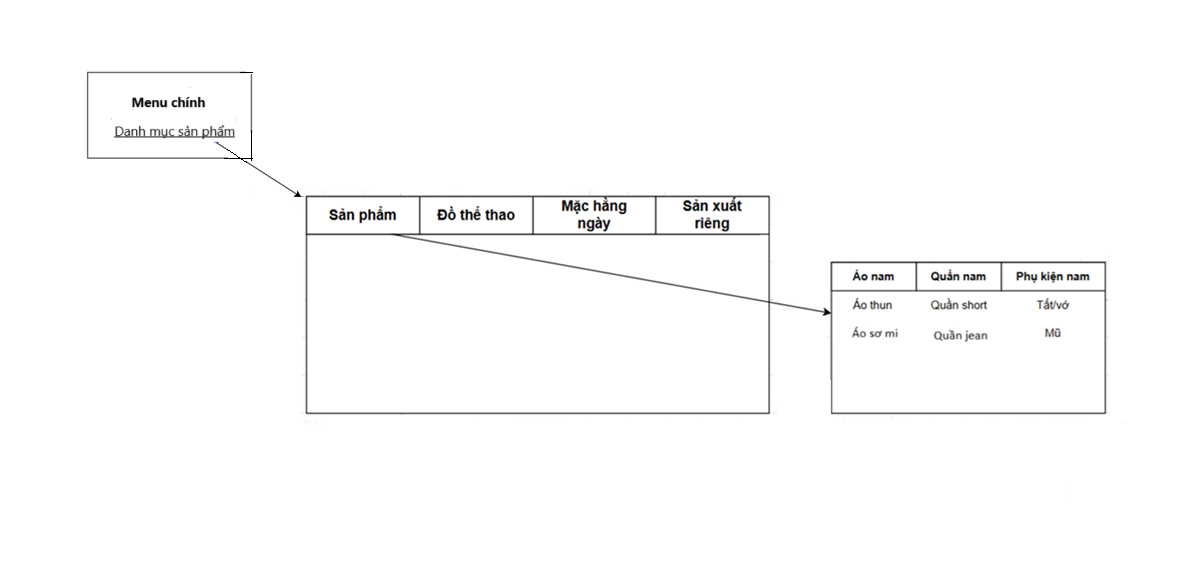 Menu chính
Danh mục sản phẩm
Sản phẩm
Đồ thể thao
Mặc hằng
ngày
Sản xuất
riêng
Áo nam
Quần nam
Phụ kiện nam
Áo thun
Quần short
Tất/vớ
Áo sơ mi
Quần jean
Mũ